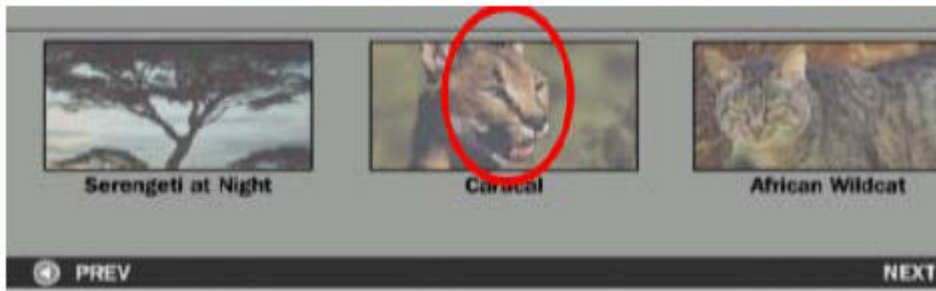 Serengeti at Night
Caracal
African Wildcat
PREV
NEXT